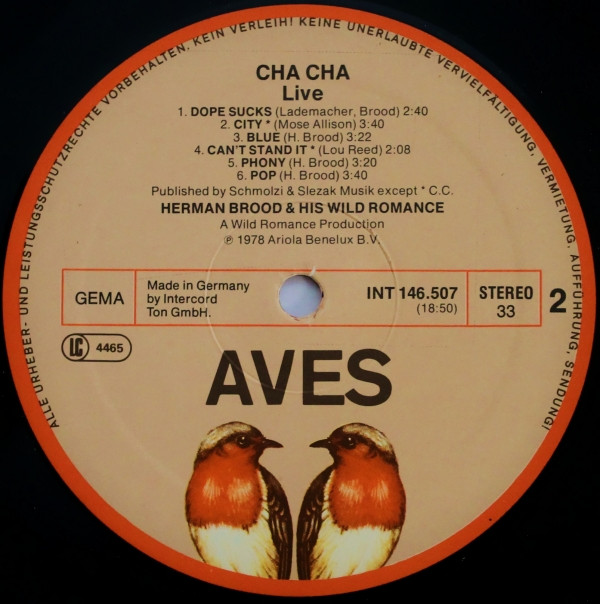 ALLE URHEBER- UND LEISTUNGSSCHUTZRECHTE VORBEHALTEN. KEIN VERLEIH! KEINE UNERLAUBTE VERVIELFÄLTIGUNG, VERMIETUNG, AUFFÜHRUNG, SENDUNG!
CHA CHA
Live
1. DOPE SUCKS (Lademacher, Brood) 2:40
2. CITY * (Mose Allison) 3:40
3. BLUE (H. Brood) 3:22
4. CAN'T STAND IT * (Lou Reed) 2:08
5. PHONY (H. Brood) 3:20
6. POP (H. Brood) 3:40
Published by Schmolzi & Slezak Musik except * C.C.
HERMAN BROOD & HIS WILD ROMANCE
A Wild Romance Production
℗ 1978 Ariola Benelux B.V.
GEMA
Made in Germany
by Intercord
Ton GmbH.
INT 146.507
(18:50)
STEREO
33
2
LC 4465
AVES